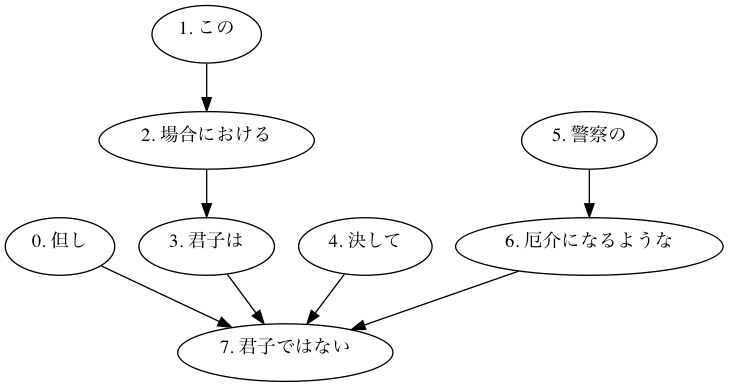 1. この
2. 場合における
5. 警察の
0. 但し
3. 君子は
4. 決して
6. 厄介になるような
7. 君子ではない